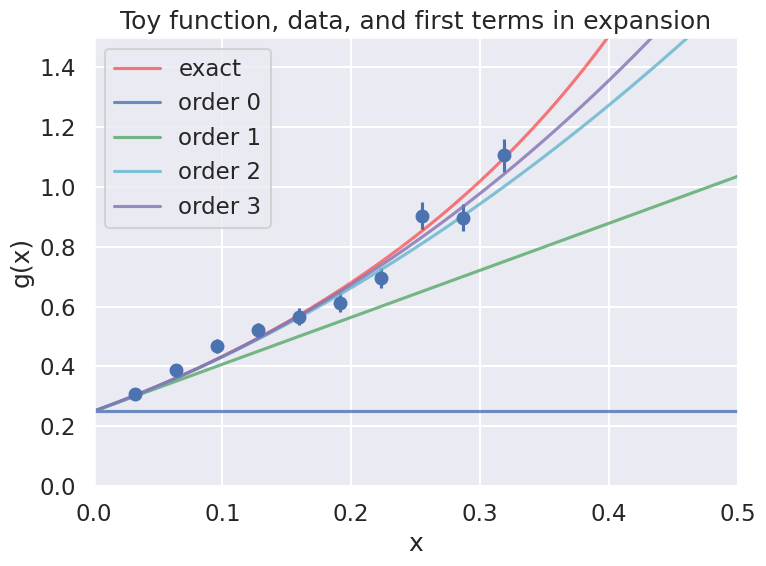 Toy function, data, and first terms in expansion
exact
order 0
order 1
order 2
order 3
g(x)
1.4
1.2
1.0
0.8
0.6
0.4
0.2
0.0
0.0 0.1 0.2 0.3 0.4 0.5
x